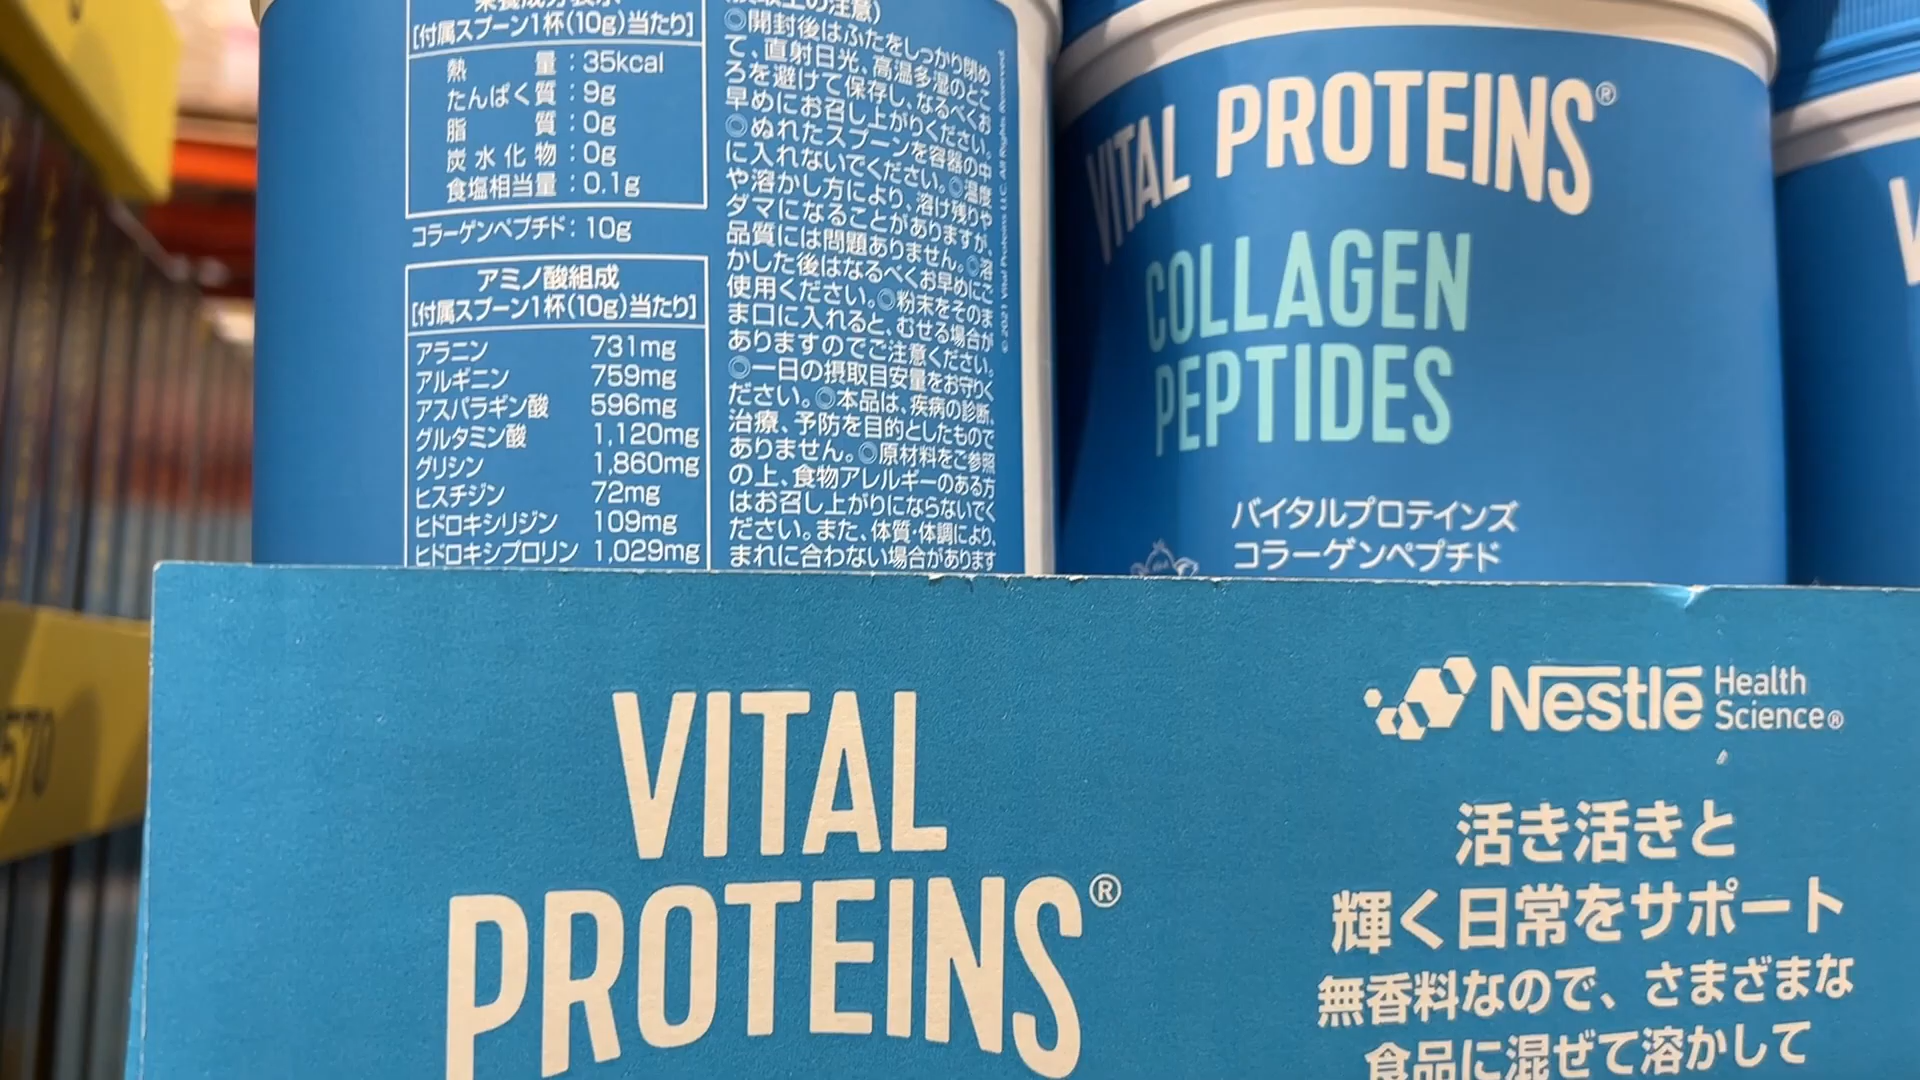 [付属スプーン1杯(10g)当たり]
熱量:35kcal
たんぱく質:9g
脂質:0g
炭水化物:0g
食塩相当量:0.1g
コラーゲンペプチド:10g
アミノ酸組成
[付属スプーン1杯(10g)当たり]
アラニン 731mg
アルギニン 759mg
アスパラギン酸 596mg
グルタミン酸 1,120mg
グリシン 1,860mg
ヒスチジン 72mg
ヒドロキシリジン 109mg
ヒドロキシプロリン 1,029mg
◎開封後はふたをしっかり閉め
て、直射日光、高温多湿のとこ
ろを避けて保存し、なるべくお
早めにお召し上がりください。
◎ぬれたスプーンを容器の中
に入れないでください。◎温度
や溶かし方により、溶け残りや
ダマになることがありますが、
品質には問題ありません。◎溶
かした後はなるべくお早めにご
使用ください。◎粉末をそのま
ま口に入れると、むせる場合が
ありますのでご注意ください。
◎一日の摂取目安量をお守りく
ださい。◎本品は、疾病の診断、
治療、予防を目的としたもので
ありません。◎原材料をご参照
の上、食物アレルギーのある方
はお召し上がりにならないでく
ださい。また、体質・体調により、
まれに合わない場合があります
© 2021 Vital Proteins LLC. All Rights Reserved
VITAL PROTEINS®
COLLAGEN
PEPTIDES
バイタルプロテインズ
コラーゲンペプチド
VITAL
PROTEINS®
Nestlé Health Science®
活き活きと
輝く日常をサポート
無香料なので、さまざまな
食品に混ぜて溶かして